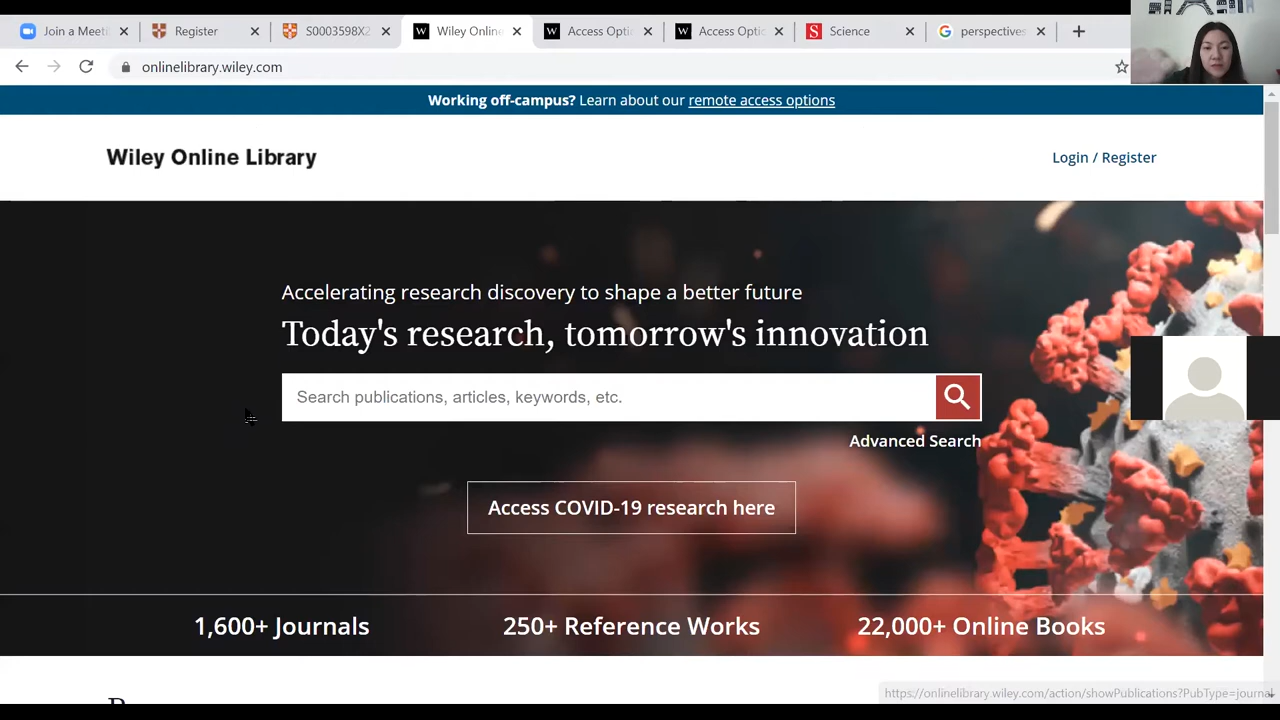 Join a Meeti
Register
S0003598X2
Wiley Online
Access Opti
Access Optic
Science
perspectives
onlinelibrary.wiley.com
Working off-campus? Learn about our remote access options
Wiley Online Library
Login / Register
Accelerating research discovery to shape a better future
Today's research, tomorrow's innovation
Search publications, articles, keywords, etc.
Advanced Search
Access COVID-19 research here
1,600+ Journals
250+ Reference Works
22,000+ Online Books
https://onlinelibrary.wiley.com/action/showPublications?PubType=journal